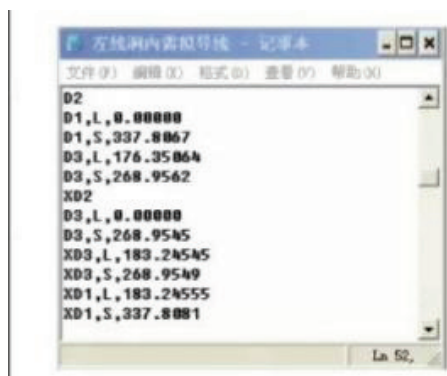 左线洞内虚拟导线 - 记事本
文件(F) 编辑(E) 格式(O) 查看(V) 帮助(H)
D2
D1,L,0.00000
D1,S,337.8067
D3,L,176.35064
D3,S,268.9562
XD2
D3,L,0.00000
D3,S,268.9545
XD3,L,183.24545
XD3,S,268.9549
XD1,L,183.24555
XD1,S,337.8081
Ln 52,